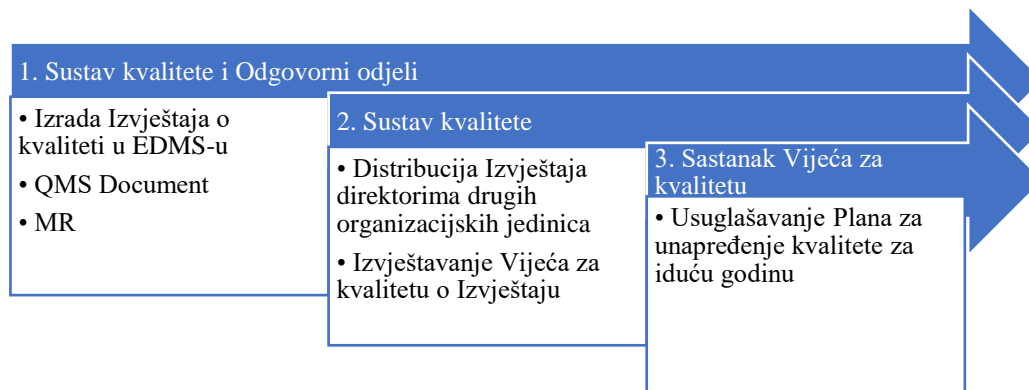 1. Sustav kvalitete i Odgovorni odjeli
• Izrada Izvještaja o
kvaliteti u EDMS-u
• QMS Document
• MR
2. Sustav kvalitete
• Distribucija Izvještaja
direktorima drugih
organizacijskih jedinica
• Izvještavanje Vijeća za
kvalitetu o Izvještaju
3. Sastanak Vijeća za
kvalitetu
• Usuglašavanje Plana za
unapređenje kvalitete za
iduću godinu